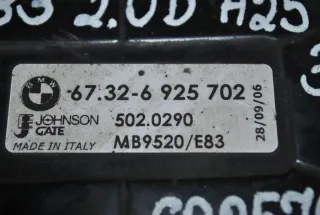 83 2.0D A25
BMW
67.32-6 925 702
JOHNSON
GATE
502.0290
MADE IN ITALY
MB9520/E83
28/09/06